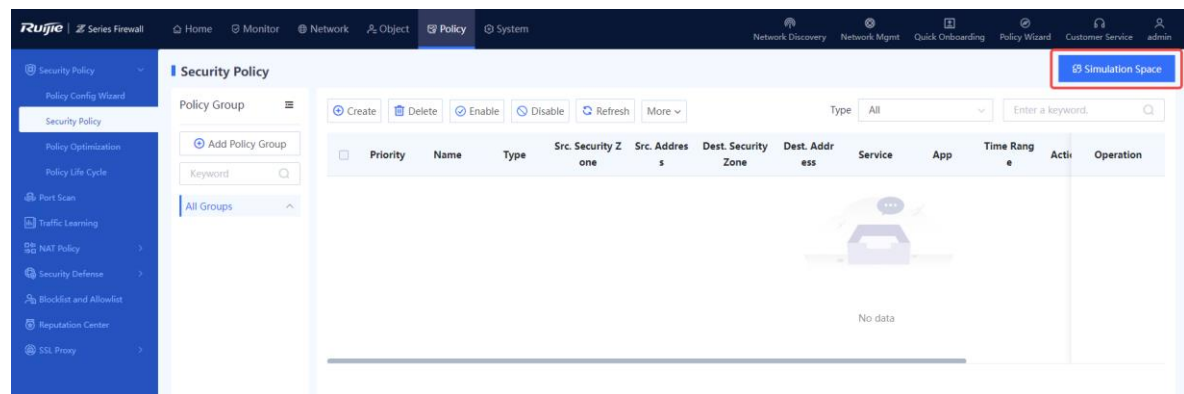 Ruijie | Z Series Firewall
Home
Monitor
Network
Object
Policy
System
Network Discovery
Network Mgmt
Quick Onboarding
Policy Wizard
Customer Service
admin
Security Policy
Policy Config Wizard
Security Policy
Policy Optimization
Policy Life Cycle
Port Scan
Traffic Learning
NAT Policy
Security Defense
Blocklist and Allowlist
Reputation Center
SSL Proxy
Security Policy
Simulation Space
Policy Group
Add Policy Group
Keyword
All Groups
Create
Delete
Enable
Disable
Refresh
More
Type
All
Enter a keyword.
Priority
Name
Type
Src. Security Z
one
Src. Addres
s
Dest. Security
Zone
Dest. Addr
ess
Service
App
Time Rang
e
Actio
Operation
No data